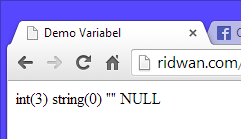 Demo Variabel
ridwan.com/
int(3) string(0) "" NULL